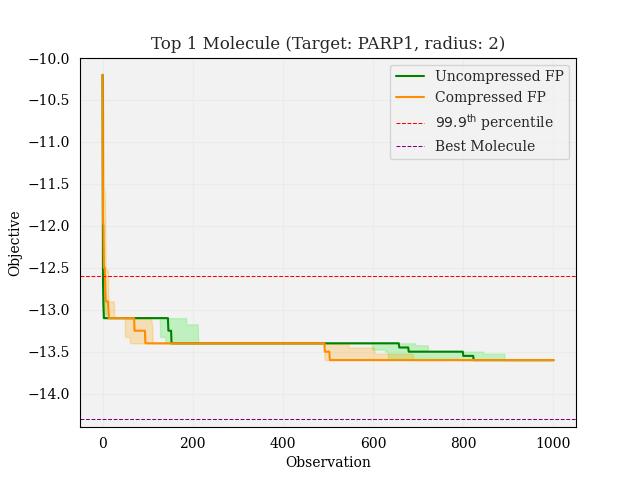 Top 1 Molecule (Target: PARP1, radius: 2)
−10.0
−10.5
−11.0
−11.5
−12.0
−12.5
−13.0
−13.5
−14.0
Objective
Uncompressed FP
Compressed FP
99.9th percentile
Best Molecule
0 200 400 600 800 1000
Observation